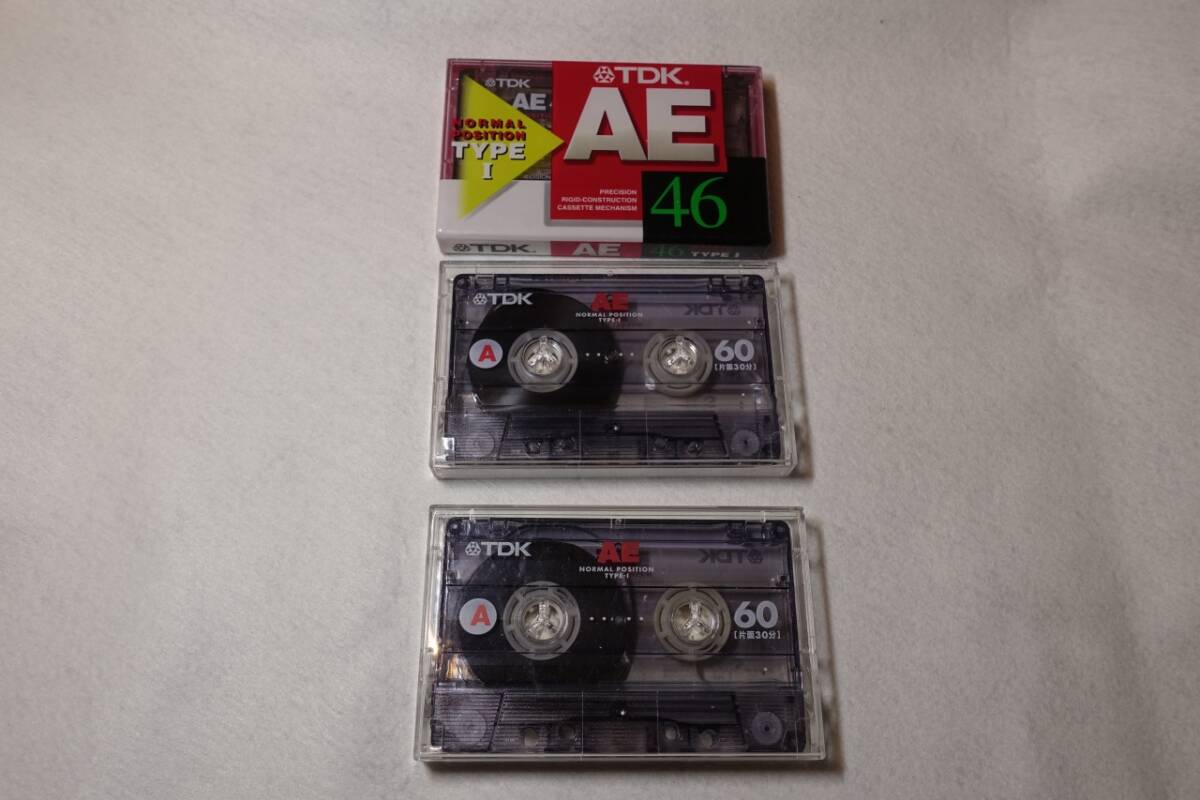 TDK
AE
NORMAL
POSITION
TYPE
I
TDK®
AE
PRECISION
RIGID-CONSTRUCTION
CASSETTE MECHANISM
46
TDK
AE
46 TYPE I
TDK
AE
NORMAL POSITION
TYPE-I
TDK
A
60
[片面30分]
TDK
AE
NORMAL POSITION
TYPE-I
TDK
A
60
[片面30分]